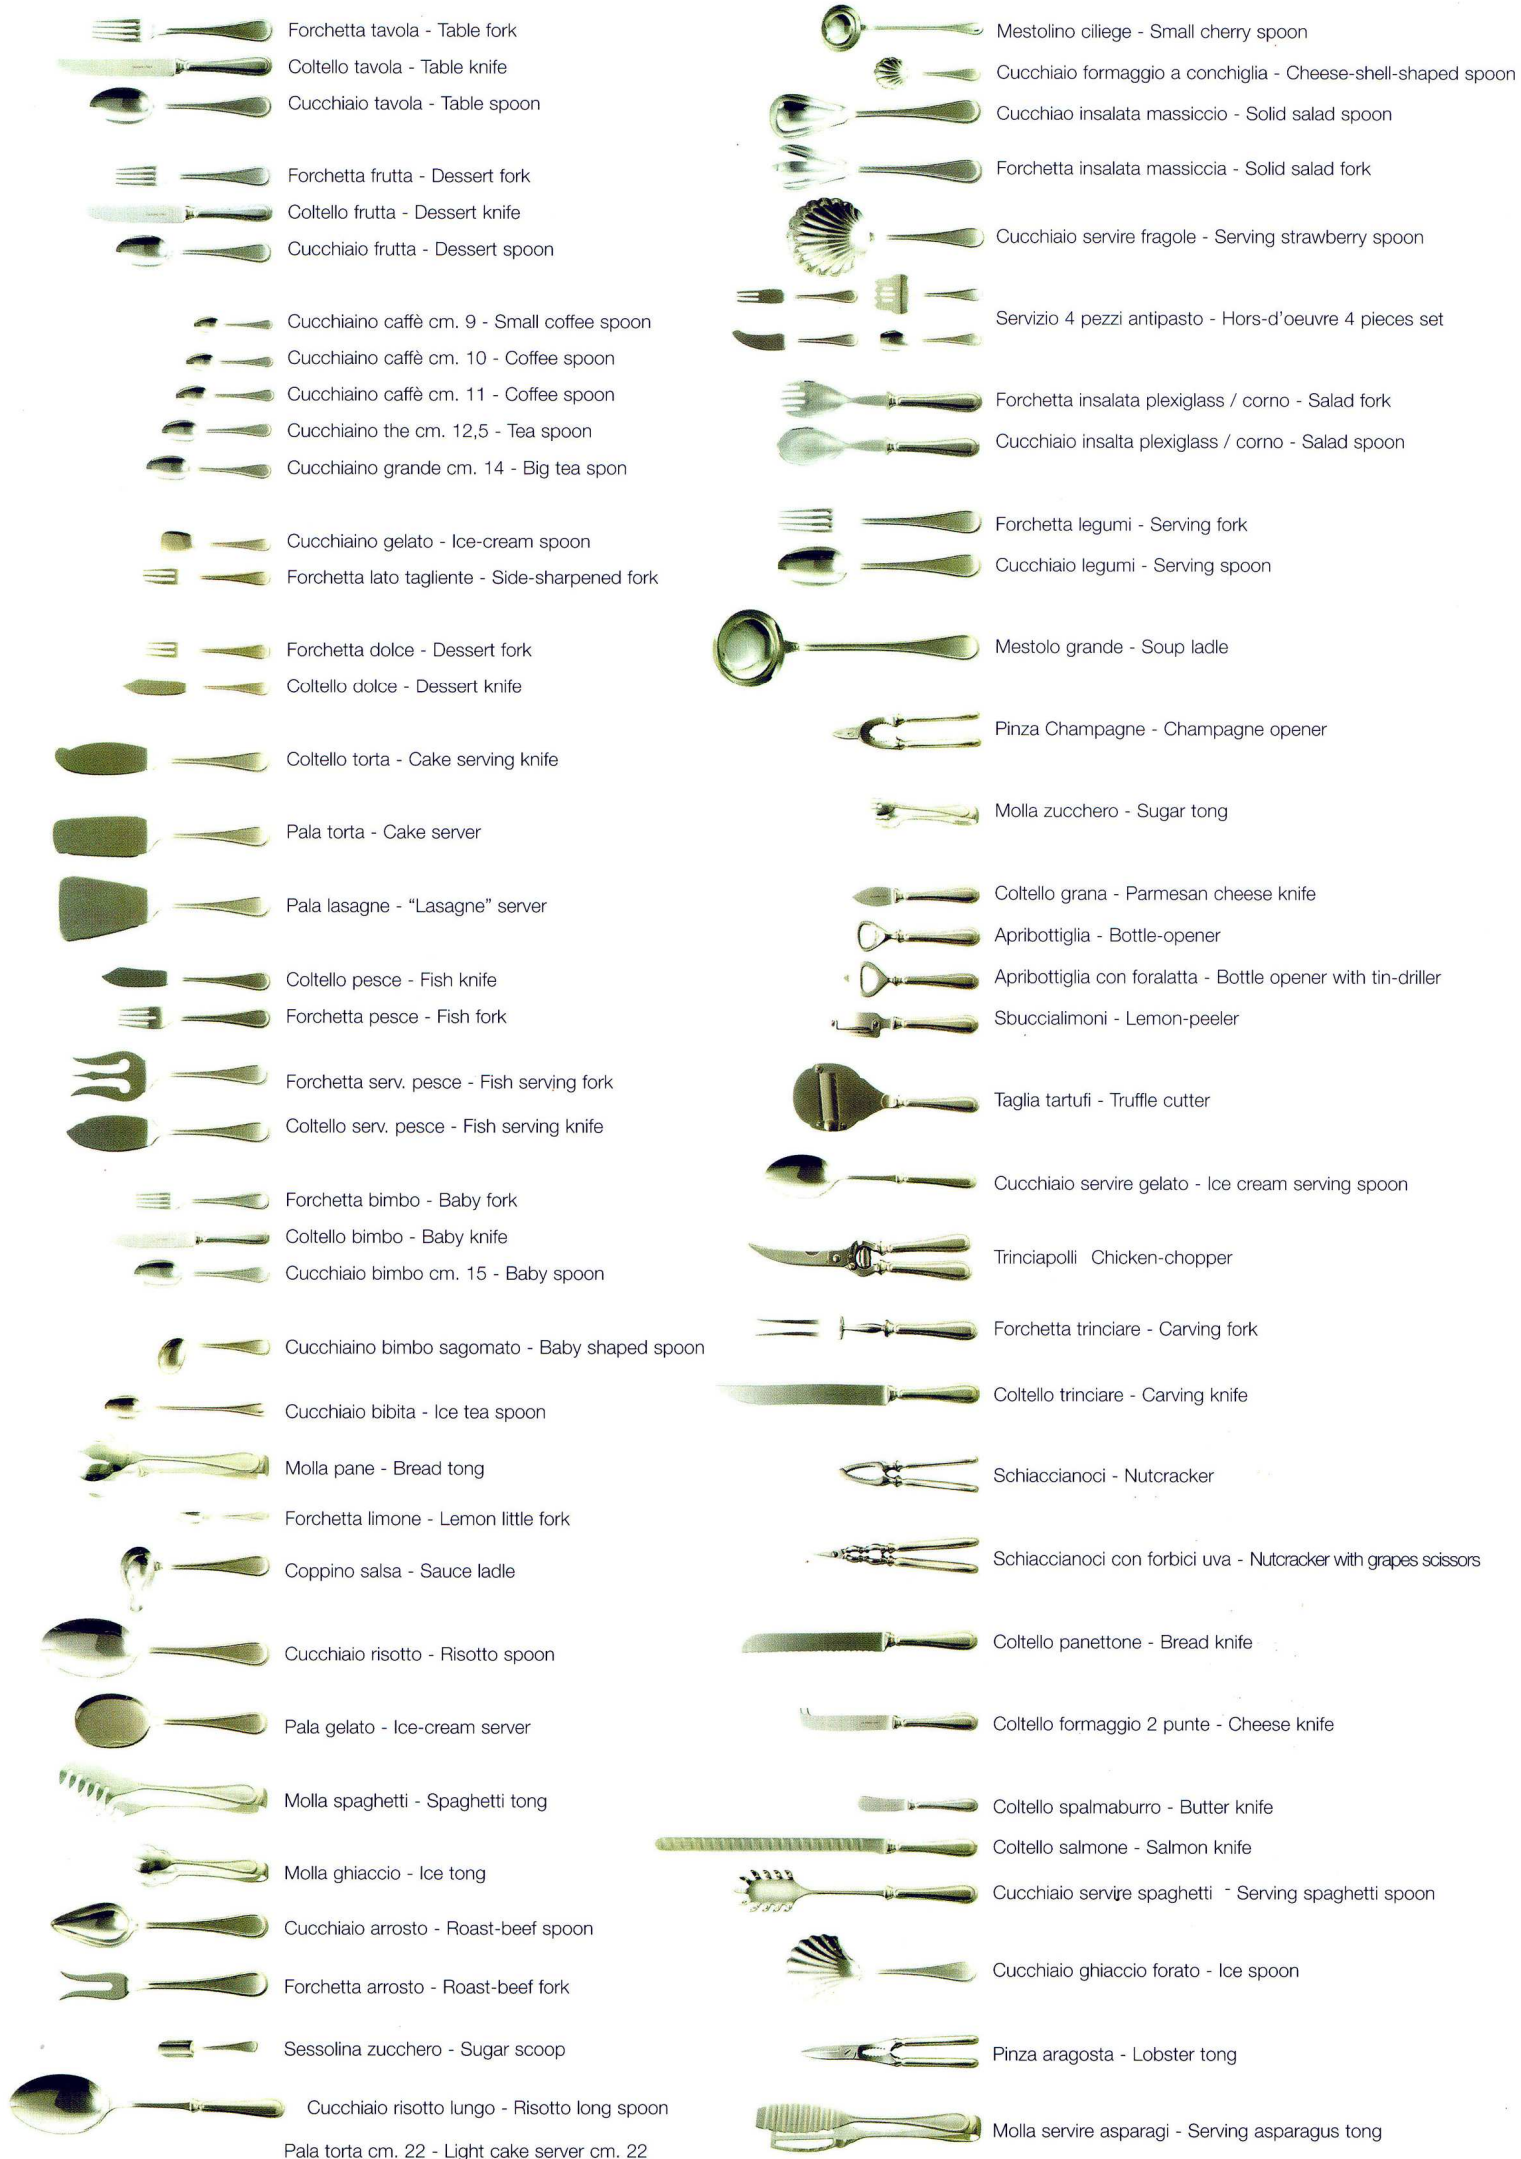 Forchetta tavola - Table fork
Coltello tavola - Table knife
Cucchiaio tavola - Table spoon
Forchetta frutta - Dessert fork
Coltello frutta - Dessert knife
Cucchiaio frutta - Dessert spoon
Cucchiaino caffè cm. 9 - Small coffee spoon
Cucchiaino caffè cm. 10 - Coffee spoon
Cucchiaino caffè cm. 11 - Coffee spoon
Cucchiaino the cm. 12,5 - Tea spoon
Cucchiaino grande cm. 14 - Big tea spon
Cucchiaino gelato - Ice-cream spoon
Forchetta lato tagliente - Side-sharpened fork
Forchetta dolce - Dessert fork
Coltello dolce - Dessert knife
Coltello torta - Cake serving knife
Pala torta - Cake server
Pala lasagne - “Lasagne” server
Coltello pesce - Fish knife
Forchetta pesce - Fish fork
Forchetta serv. pesce - Fish serving fork
Coltello serv. pesce - Fish serving knife
Forchetta bimbo - Baby fork
Coltello bimbo - Baby knife
Cucchiaio bimbo cm. 15 - Baby spoon
Cucchiaino bimbo sagomato - Baby shaped spoon
Cucchiaio bibita - Ice tea spoon
Molla pane - Bread tong
Forchetta limone - Lemon little fork
Coppino salsa - Sauce ladle
Cucchiaio risotto - Risotto spoon
Pala gelato - Ice-cream server
Molla spaghetti - Spaghetti tong
Molla ghiaccio - Ice tong
Cucchiaio arrosto - Roast-beef spoon
Forchetta arrosto - Roast-beef fork
Sessolina zucchero - Sugar scoop
Cucchiaio risotto lungo - Risotto long spoon
Pala torta cm. 22 - Light cake server cm. 22
Mestolino ciliege - Small cherry spoon
Cucchiaio formaggio a conchiglia - Cheese-shell-shaped spoon
Cucchiao insalata massiccio - Solid salad spoon
Forchetta insalata massiccia - Solid salad fork
Cucchiaio servire fragole - Serving strawberry spoon
Servizio 4 pezzi antipasto - Hors-d'oeuvre 4 pieces set
Forchetta insalata plexiglass / corno - Salad fork
Cucchiaio insalta plexiglass / corno - Salad spoon
Forchetta legumi - Serving fork
Cucchiaio legumi - Serving spoon
Mestolo grande - Soup ladle
Pinza Champagne - Champagne opener
Molla zucchero - Sugar tong
Coltello grana - Parmesan cheese knife
Apribottiglia - Bottle-opener
Apribottiglia con foralatta - Bottle opener with tin-driller
Sbuccialimoni - Lemon-peeler
Taglia tartufi - Truffle cutter
Cucchiaio servire gelato - Ice cream serving spoon
Trinciapolli Chicken-chopper
Forchetta trinciare - Carving fork
Coltello trinciare - Carving knife
Schiaccianoci - Nutcracker
Schiaccianoci con forbici uva - Nutcracker with grapes scissors
Coltello panettone - Bread knife
Coltello formaggio 2 punte - Cheese knife
Coltello spalmaburro - Butter knife
Coltello salmone - Salmon knife
Cucchiaio servire spaghetti - Serving spaghetti spoon
Cucchiaio ghiaccio forato - Ice spoon
Pinza aragosta - Lobster tong
Molla servire asparagi - Serving asparagus tong